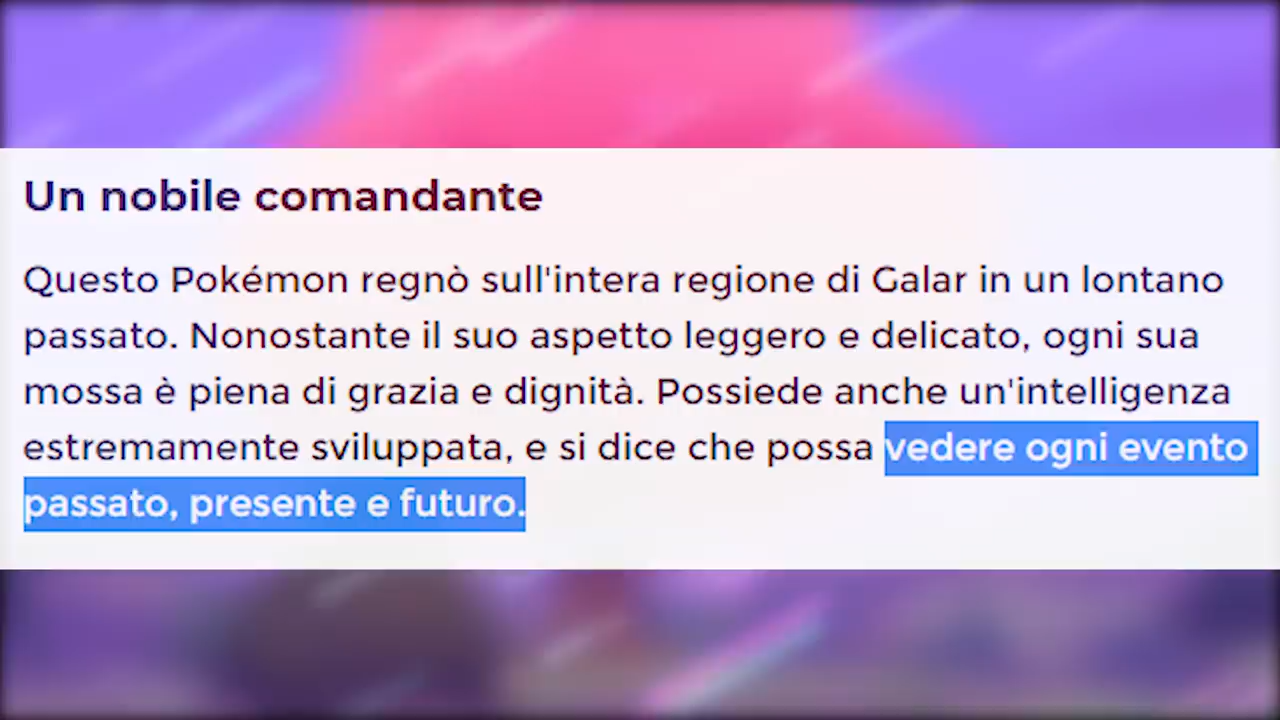 Un nobile comandante
Questo Pokémon regnò sull'intera regione di Galar in un lontano
passato. Nonostante il suo aspetto leggero e delicato, ogni sua
mossa è piena di grazia e dignità. Possiede anche un'intelligenza
estremamente sviluppata, e si dice che possa vedere ogni evento
passato, presente e futuro.